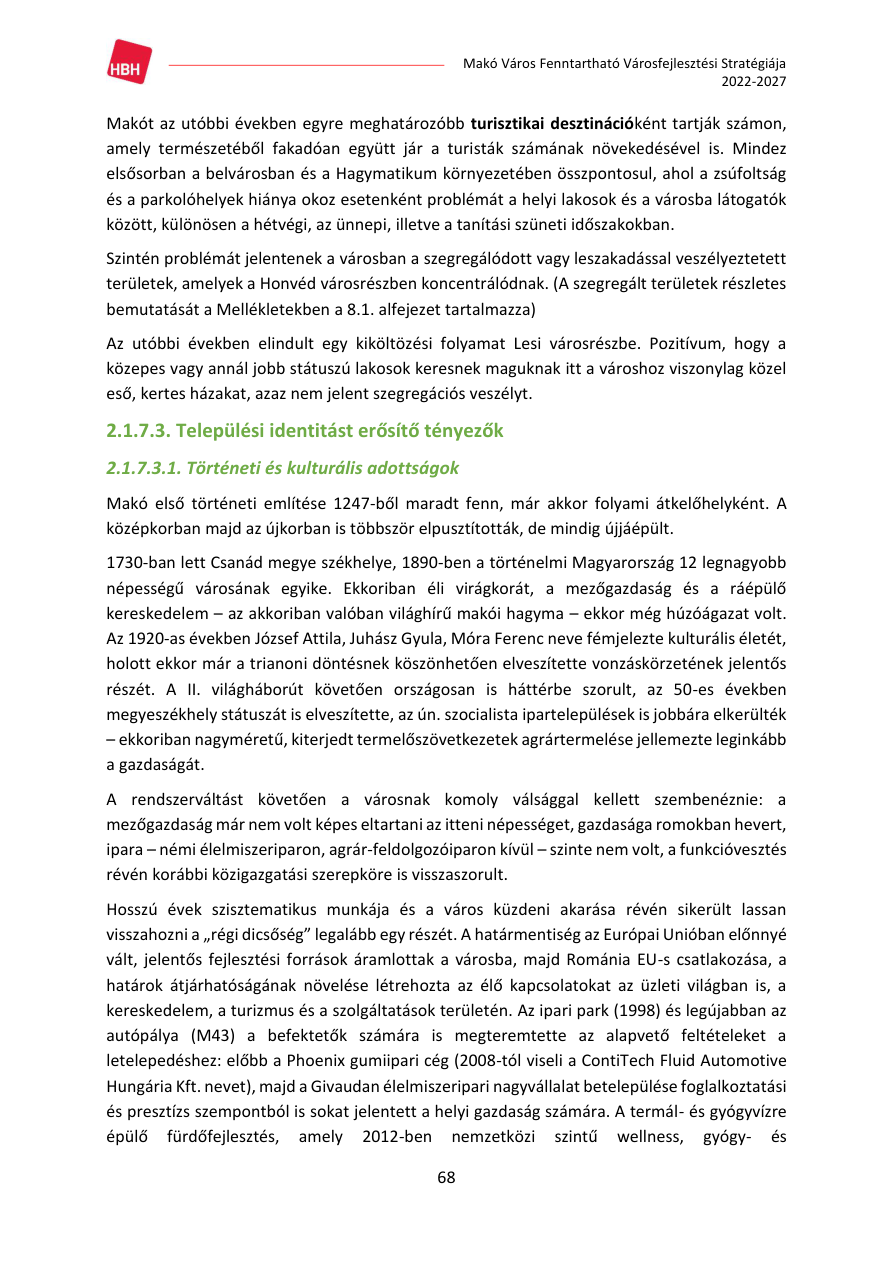 HBH
Makó Város Fenntartható Városfejlesztési Stratégiája
2022-2027
Makót az utóbbi években egyre meghatározóbb turisztikai desztinációként tartják számon,
amely természetéből fakadóan együtt jár a turisták számának növekedésével is. Mindez
elsősorban a belvárosban és a Hagymatikum környezetében összpontosul, ahol a zsúfoltság
és a parkolóhelyek hiánya okoz esetenként problémát a helyi lakosok és a városba látogatók
között, különösen a hétvégi, az ünnepi, illetve a tanítási szüneti időszakokban.
Szintén problémát jelentenek a városban a szegregálódott vagy leszakadással veszélyeztetett
területek, amelyek a Honvéd városrészben koncentrálódnak. (A szegregált területek részletes
bemutatását a Mellékletekben a 8.1. alfejezet tartalmazza)
Az utóbbi években elindult egy kiköltözési folyamat Lesi városrészbe. Pozitívum, hogy a
közepes vagy annál jobb státuszú lakosok keresnek maguknak itt a városhoz viszonylag közel
eső, kertes házakat, azaz nem jelent szegregációs veszélyt.
2.1.7.3. Települési identitást erősítő tényezők
2.1.7.3.1. Történeti és kulturális adottságok
Makó első történeti említése 1247-ből maradt fenn, már akkor folyami átkelőhelyként. A
középkorban majd az újkorban is többször elpusztították, de mindig újjáépült.
1730-ban lett Csanád megye székhelye, 1890-ben a történelmi Magyarország 12 legnagyobb
népességű városának egyike. Ekkoriban éli virágkorát, a mezőgazdaság és a ráépülő
kereskedelem – az akkoriban valóban világhírű makói hagyma – ekkor még húzóágazat volt.
Az 1920-as években József Attila, Juhász Gyula, Móra Ferenc neve fémjelezte kulturális életét,
holott ekkor már a trianoni döntésnek köszönhetően elveszítette vonzáskörzetének jelentős
részét. A II. világháborút követően országosan is háttérbe szorult, az 50-es években
megyeszékhely státuszát is elveszítette, az ún. szocialista ipartelepülések is jobbára elkerülték
– ekkoriban nagyméretű, kiterjedt termelőszövetkezetek agrártermelése jellemezte leginkább
a gazdaságát.
A rendszerváltást követően a városnak komoly válsággal kellett szembenéznie: a
mezőgazdaság már nem volt képes eltartani az itteni népességet, gazdasága romokban hevert,
ipara – némi élelmiszeriparon, agrár-feldolgozóiparon kívül – szinte nem volt, a funkcióvesztés
révén korábbi közigazgatási szerepköre is visszaszorult.
Hosszú évek szisztematikus munkája és a város küzdeni akarása révén sikerült lassan
visszahozni a „régi dicsőség” legalább egy részét. A határmentiség az Európai Unióban előnnyé
vált, jelentős fejlesztési források áramlottak a városba, majd Románia EU-s csatlakozása, a
határok átjárhatóságának növelése létrehozta az élő kapcsolatokat az üzleti világban is, a
kereskedelem, a turizmus és a szolgáltatások területén. Az ipari park (1998) és legújabban az
autópálya (M43) a befektetők számára is megteremtette az alapvető feltételeket a
letelepedéshez: előbb a Phoenix gumiipari cég (2008-tól viseli a ContiTech Fluid Automotive
Hungária Kft. nevet), majd a Givaudan élelmiszeripari nagyvállalat betelepülése foglalkoztatási
és presztízs szempontból is sokat jelentett a helyi gazdaság számára. A termál- és gyógyvízre
épülő fürdőfejlesztés, amely 2012-ben nemzetközi szintű wellness, gyógy- és
68